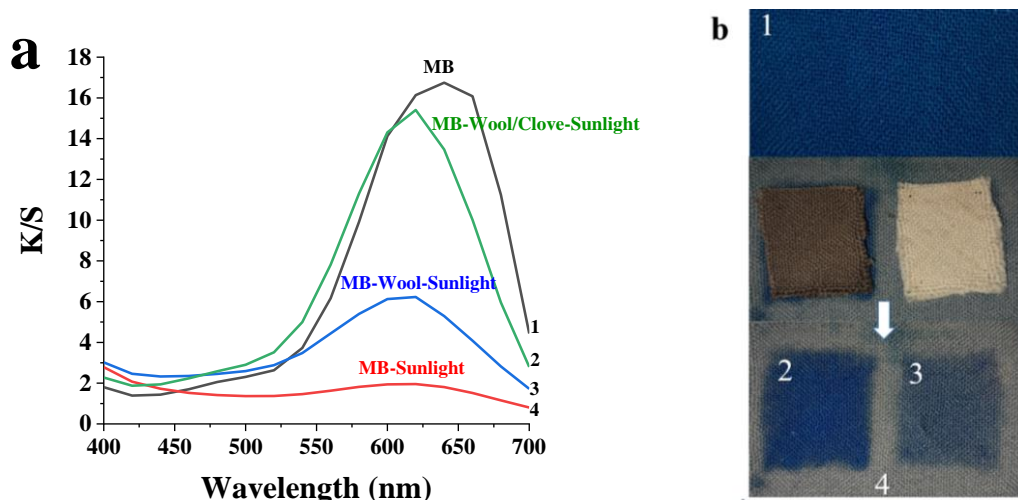 a
18
16
14
12
10
8
6
4
2
0
K/S
MB
MB-Wool/Clove-Sunlight
MB-Wool-Sunlight
MB-Sunlight
1
2
3
4
400 450 500 550 600 650 700
Wavelength (nm)
b
1
2
3
4